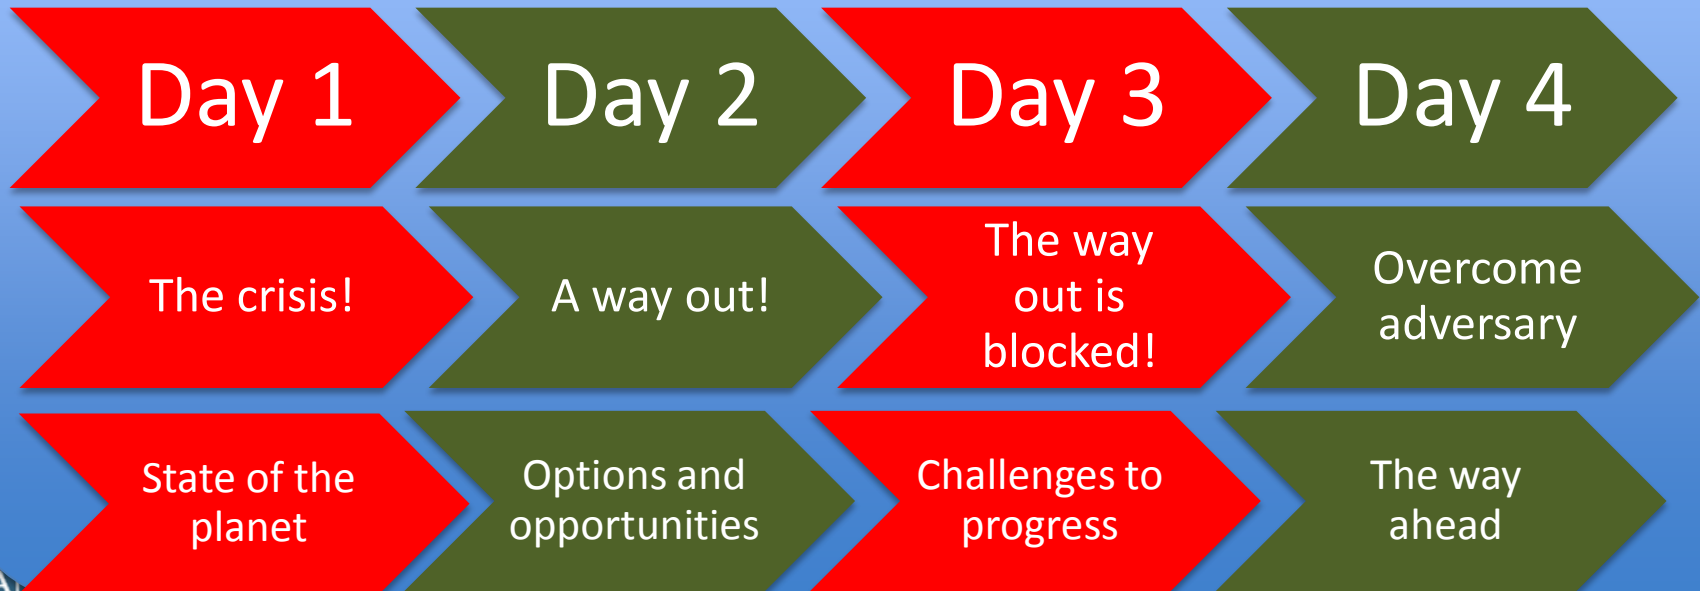 Day 1
Day 2
Day 3
Day 4
The crisis!
A way out!
The way
out is
blocked!
Overcome
adversary
State of the
planet
Options and
opportunities
Challenges to
progress
The way
ahead